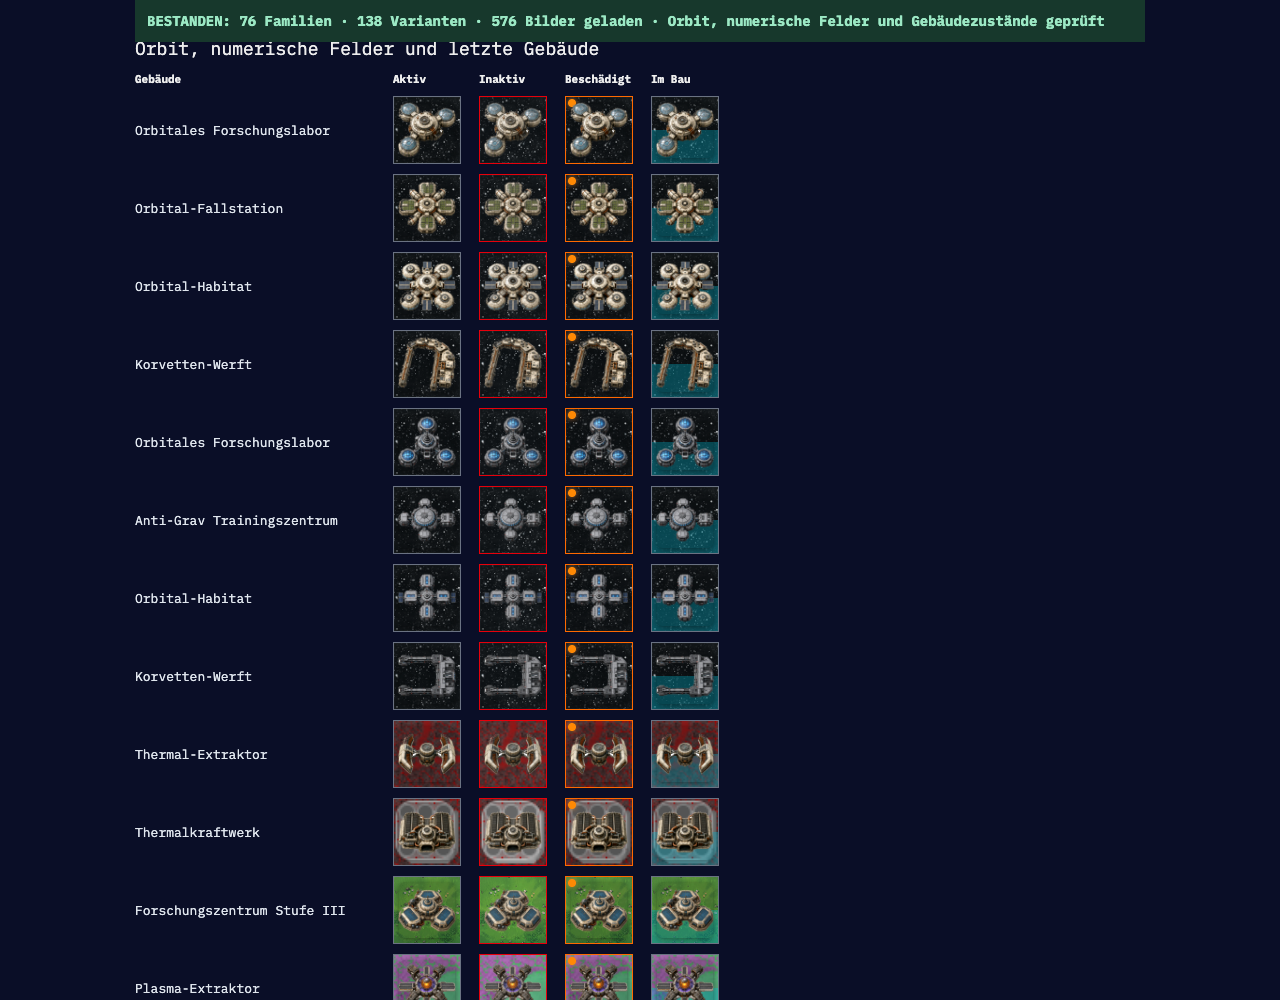 BESTANDEN: 76 Familien · 138 Varianten · 576 Bilder geladen · Orbit, numerische Felder und Gebäudezustände geprüft
Orbit, numerische Felder und letzte Gebäude
Gebäude Aktiv Inaktiv Beschädigt Im Bau
Orbitales Forschungslabor
Orbital-Fallstation
Orbital-Habitat
Korvetten-Werft
Orbitales Forschungslabor
Anti-Grav Trainingszentrum
Orbital-Habitat
Korvetten-Werft
Thermal-Extraktor
Thermalkraftwerk
Forschungszentrum Stufe III
Plasma-Extraktor